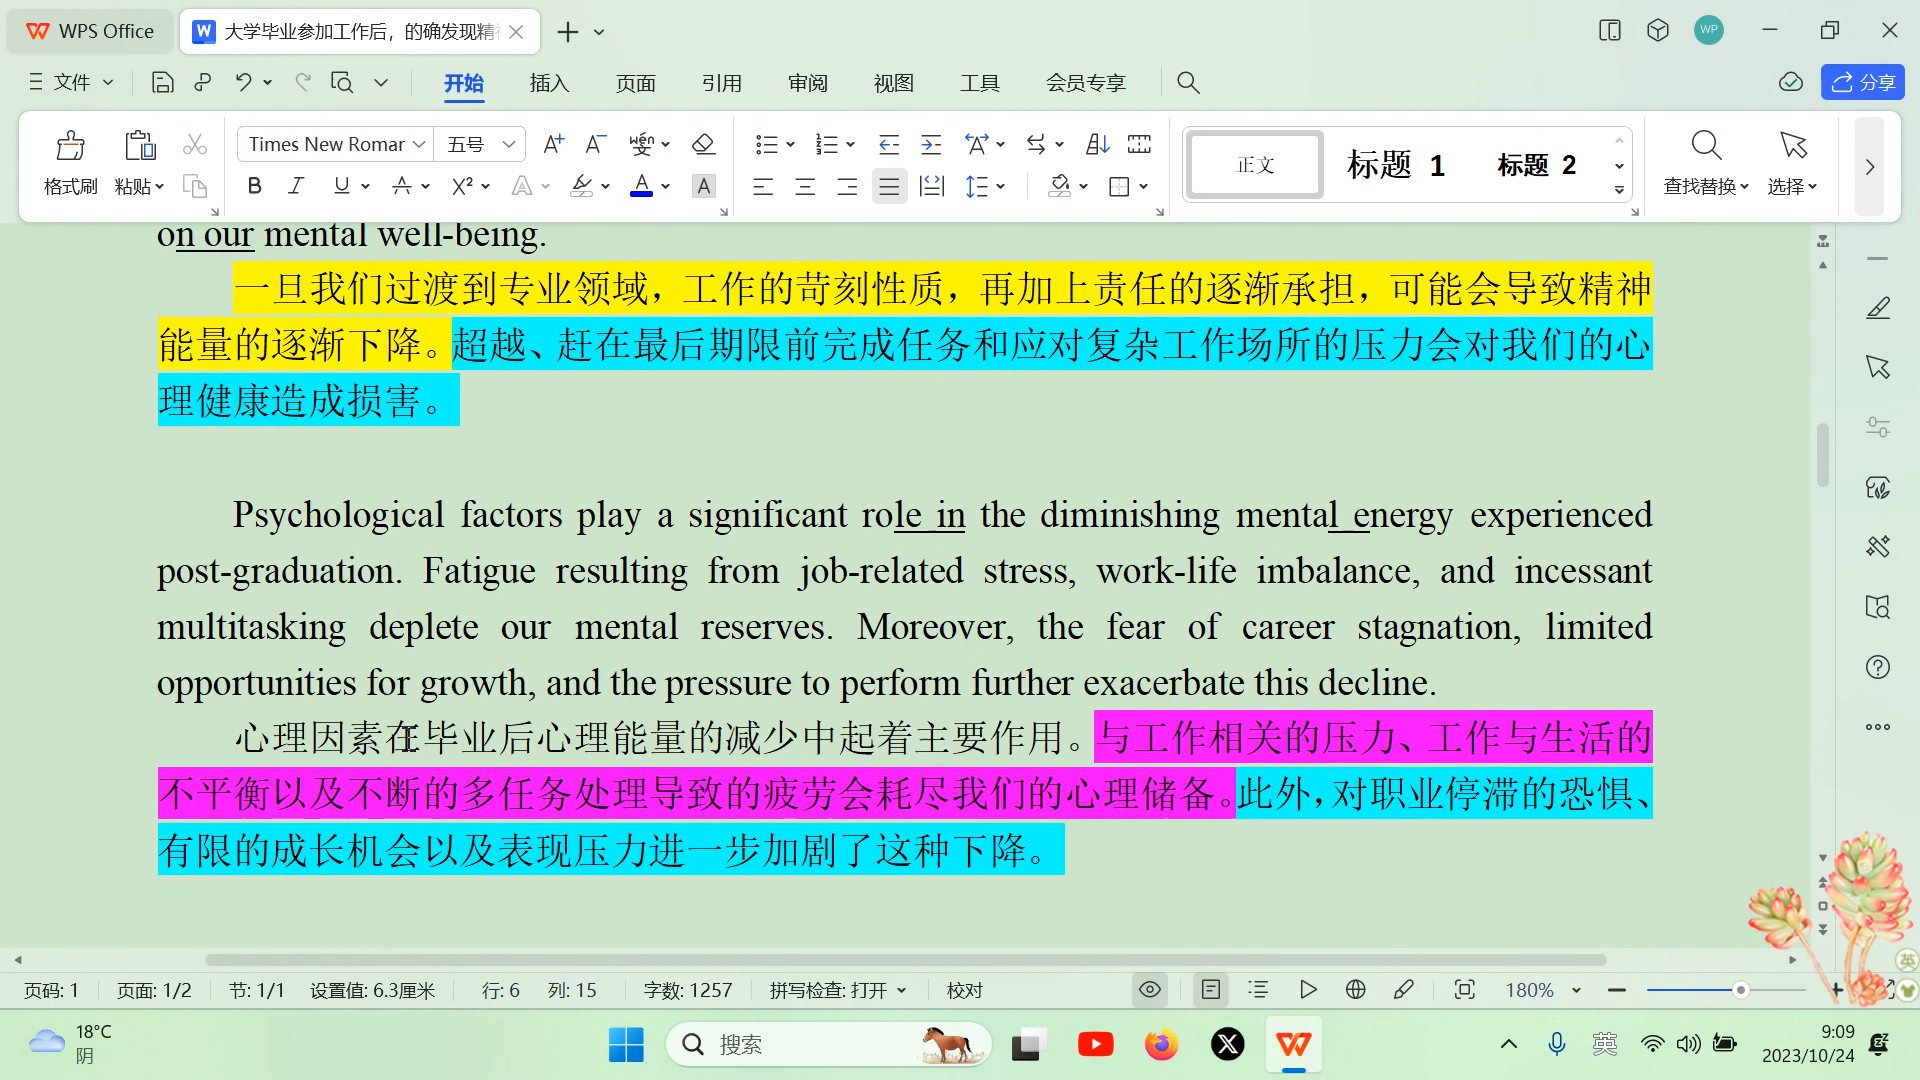 WPS Office
大学毕业参加工作后，的确发现精
WP
文件
开始 插入 页面 引用 审阅 视图 工具 会员专享
分享
格式刷 粘贴
Times New Romar 五号
正文 标题 1 标题 2
查找替换 选择
on our mental well-being.
一旦我们过渡到专业领域，工作的苛刻性质，再加上责任的逐渐承担，可能会导致精神
能量的逐渐下降。超越、赶在最后期限前完成任务和应对复杂工作场所的压力会对我们的心
理健康造成损害。
Psychological factors play a significant role in the diminishing mental energy experienced
post-graduation. Fatigue resulting from job-related stress, work-life imbalance, and incessant
multitasking deplete our mental reserves. Moreover, the fear of career stagnation, limited
opportunities for growth, and the pressure to perform further exacerbate this decline.
心理因素在毕业后心理能量的减少中起着主要作用。与工作相关的压力、工作与生活的
不平衡以及不断的多任务处理导致的疲劳会耗尽我们的心理储备。此外，对职业停滞的恐惧、
有限的成长机会以及表现压力进一步加剧了这种下降。
英
页码: 1 页面: 1/2 节: 1/1 设置值: 6.3厘米 行: 6 列: 15 字数: 1257 拼写检查: 打开 校对 180%
18°C
阴
搜索
英
9:09
2023/10/24